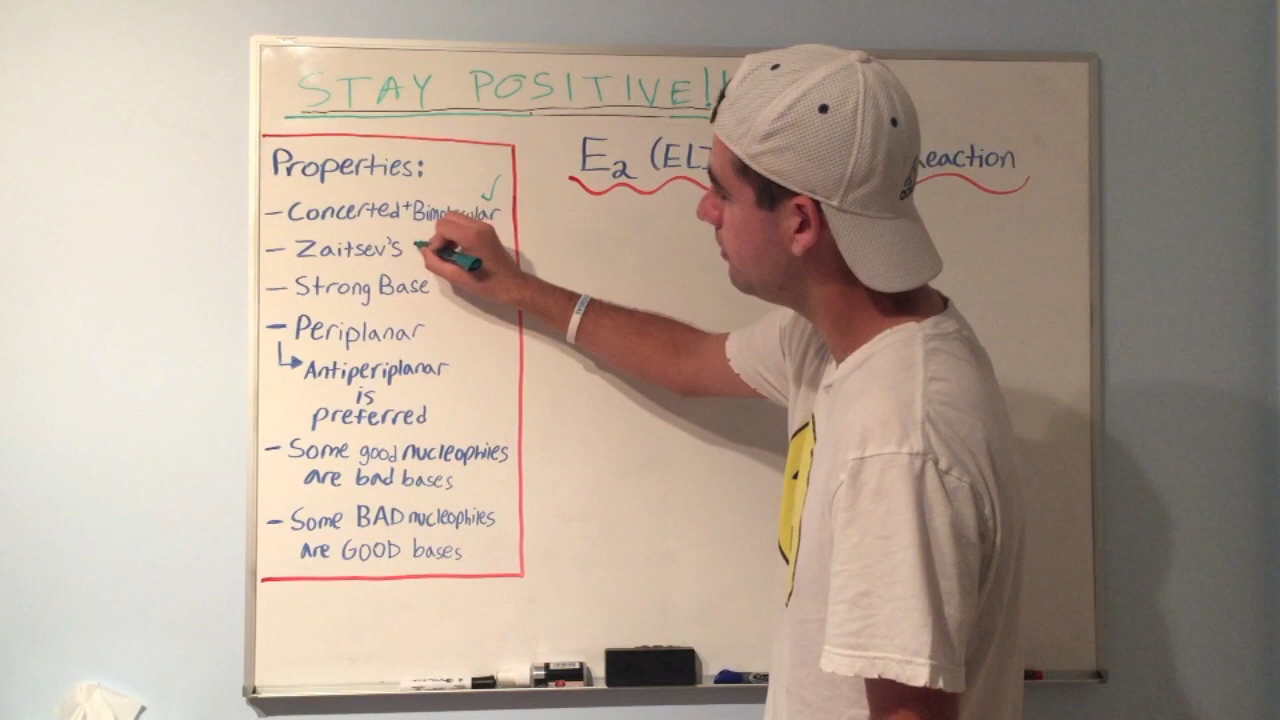 STAY POSITIVE!!
E2 (ELI
Reaction
Properties:
- Concerted + Bimolecular ✓
- Zaitsev's
- Strong Base
- Periplanar
↳ Antiperiplanar
is
preferred
- Some good nucleophiles
are bad bases
- Some BAD nucleophiles
are GOOD bases